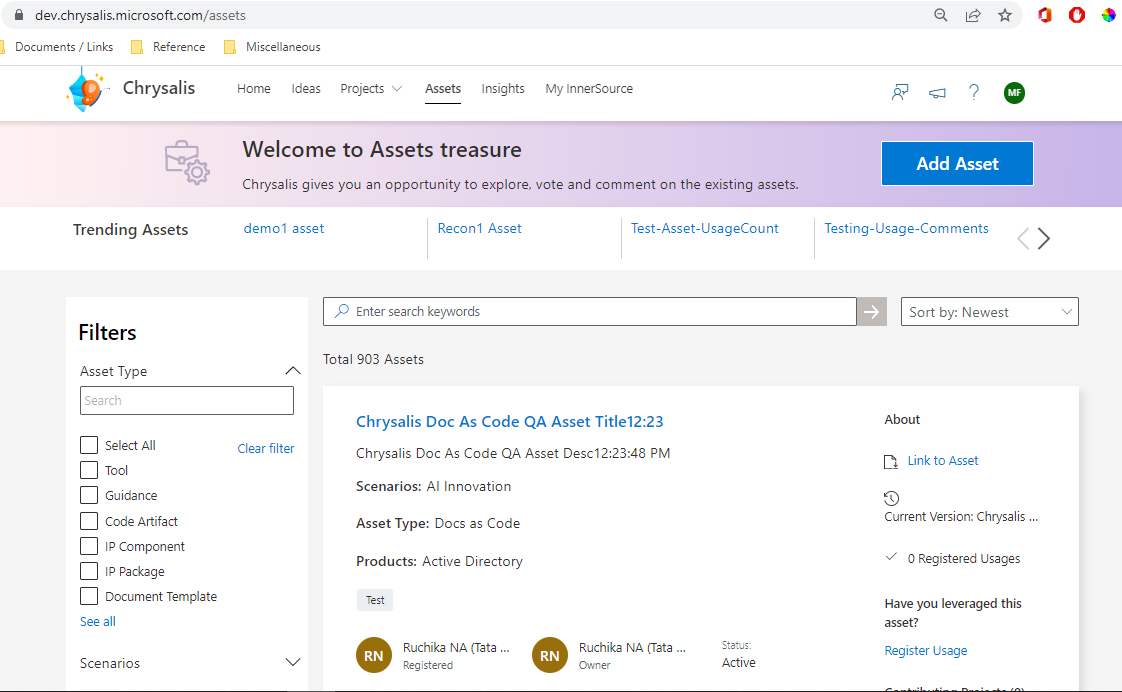 dev.chrysalis.microsoft.com/assets
Documents / Links
Reference
Miscellaneous
Chrysalis
Home
Ideas
Projects
Assets
Insights
My InnerSource
?
MF
Welcome to Assets treasure
Chrysalis gives you an opportunity to explore, vote and comment on the existing assets.
Add Asset
Trending Assets
demo1 asset
Recon1 Asset
Test-Asset-UsageCount
Testing-Usage-Comments
Filters
Asset Type
Search
Select All
Clear filter
Tool
Guidance
Code Artifact
IP Component
IP Package
Document Template
See all
Scenarios
Enter search keywords
Sort by: Newest
Total 903 Assets
Chrysalis Doc As Code QA Asset Title12:23
Chrysalis Doc As Code QA Asset Desc12:23:48 PM
Scenarios: AI Innovation
Asset Type: Docs as Code
Products: Active Directory
Test
RN
Ruchika NA (Tata ...
Registered
RN
Ruchika NA (Tata ...
Owner
Status:
Active
About
Link to Asset
Current Version: Chrysalis ...
0 Registered Usages
Have you leveraged this
asset?
Register Usage
Contributing Projects (0)